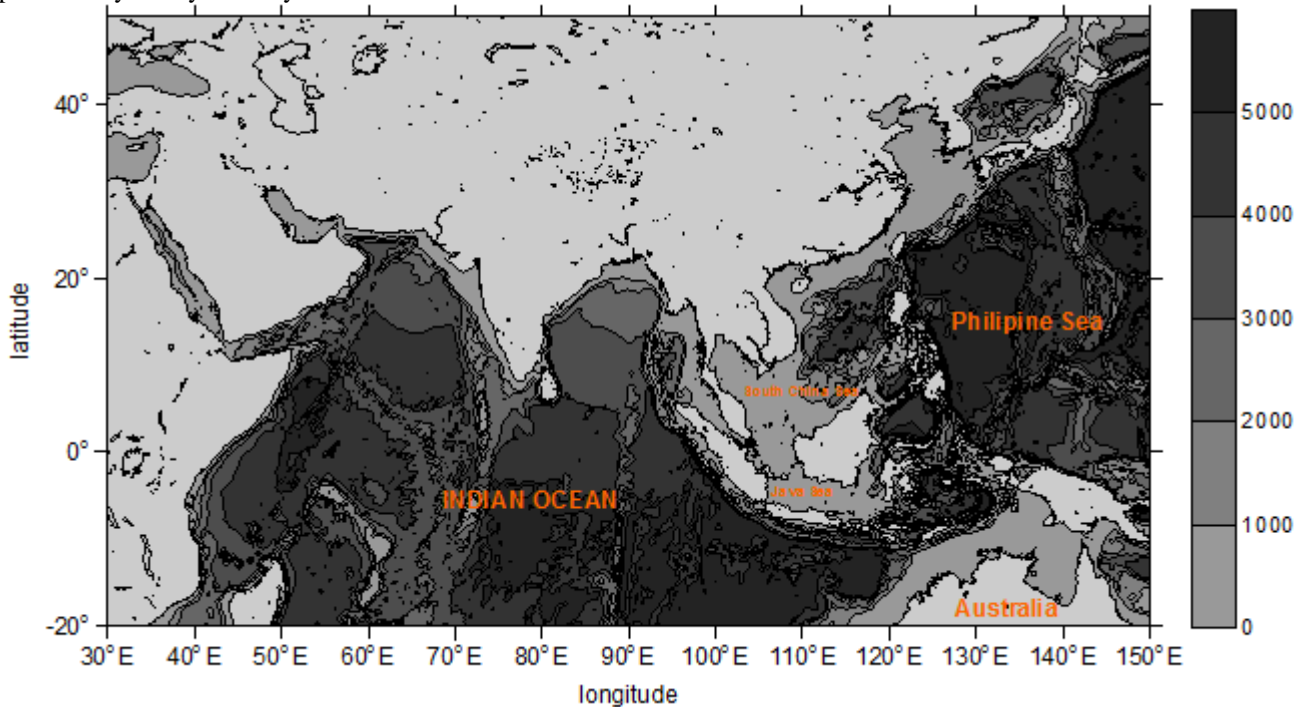 5000
40°
4000
20°
3000
Philipine Sea
latitude
South China Sea
2000
0°
Java Sea
INDIAN OCEAN
1000
Australia
-20°
0
30°E 40°E 50°E 60°E 70°E 80°E 90°E 100°E 110°E 120°E 130°E 140°E 150°E
longitude